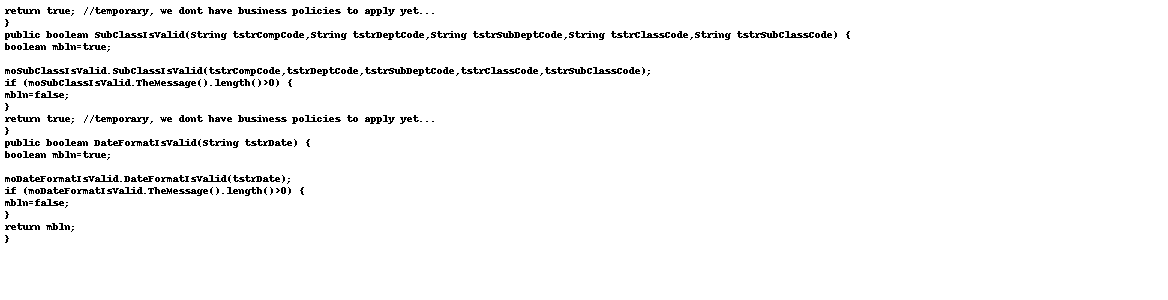 return true; //temporary, we dont have business policies to apply yet...
}
public boolean SubClassIsValid(String tstrCompCode,String tstrDeptCode,String tstrSubDeptCode,String tstrClassCode,String tstrSubClassCode) {
boolean mbln=true;

moSubClassIsValid.SubClassIsValid(tstrCompCode,tstrDeptCode,tstrSubDeptCode,tstrClassCode,tstrSubClassCode);
if (moSubClassIsValid.TheMessage().length()>0) {
mbln=false;
}
return true; //temporary, we dont have business policies to apply yet...
}
public boolean DateFormatIsValid(String tstrDate) {
boolean mbln=true;

moDateFormatIsValid.DateFormatIsValid(tstrDate);
if (moDateFormatIsValid.TheMessage().length()>0) {
mbln=false;
}
return mbln;
}